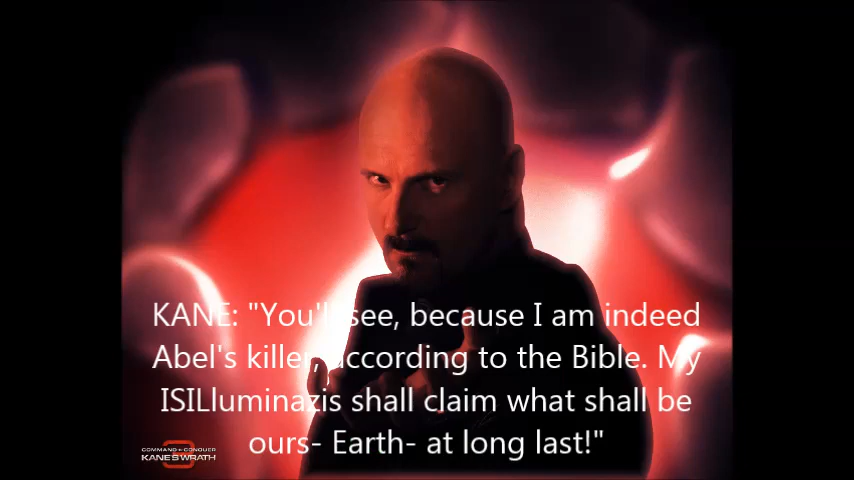 KANE: "You'll see, because I am indeed
Abel's killer, according to the Bible. My
ISILluminazis shall claim what shall be
ours- Earth- at long last!"
COMMAND & CONQUER
3
KANE'S WRATH